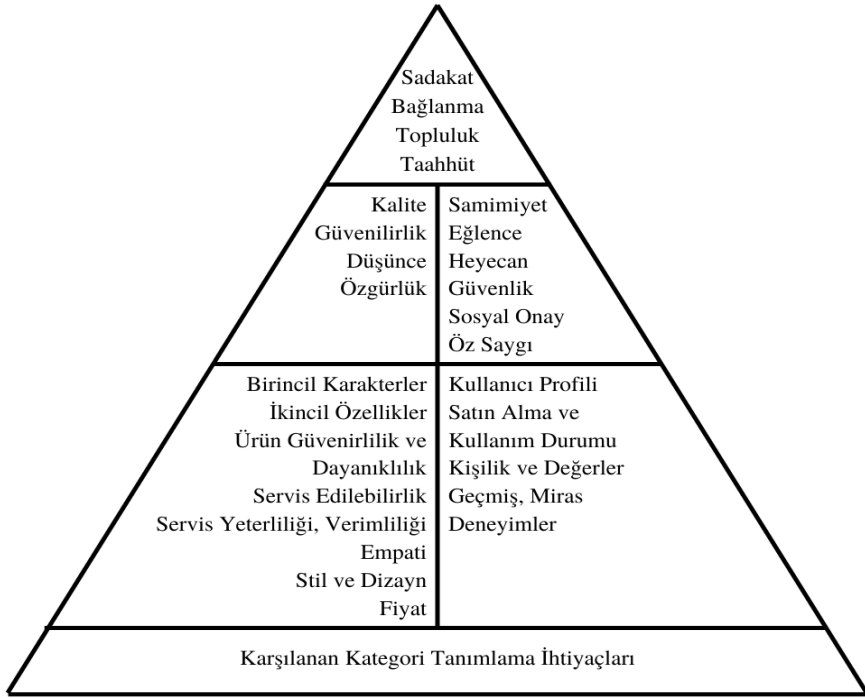 Sadakat
Bağlanma
Topluluk
Taahhüt
Kalite
Güvenilirlik
Düşünce
Özgürlük
Samimiyet
Eğlence
Heyecan
Güvenlik
Sosyal Onay
Öz Saygı
Birincil Karakterler
İkincil Özellikler
Ürün Güvenirlilik ve
Dayanıklılık
Servis Edilebilirlik
Servis Yeterliliği, Verimliliği
Empati
Stil ve Dizayn
Fiyat
Kullanıcı Profili
Satın Alma ve
Kullanım Durumu
Kişilik ve Değerler
Geçmiş, Miras
Deneyimler
Karşılanan Kategori Tanımlama İhtiyaçları